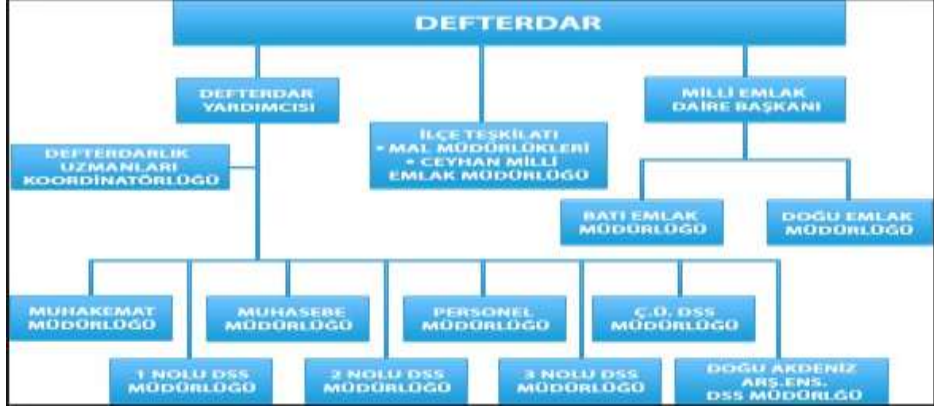 DEFTERDAR
DEFTERDAR
YARDIMCISI
MİLLİ EMLAK
DAİRE BAŞKANI
İLÇE TEŞKİLATI
• MAL MÜDÜRLÜKLERİ
• CEYHAN MİLLİ
EMLAK MÜDÜRLÜĞÜ
DEFTERDARLIK
UZMANLARI
KOORDİNATÖRLÜĞÜ
BATI EMLAK
MÜDÜRLÜĞÜ
DOĞU EMLAK
MÜDÜRLÜĞÜ
MUHAKEMAT
MÜDÜRLÜĞÜ
MUHASEBE
MÜDÜRLÜĞÜ
PERSONEL
MÜDÜRLÜĞÜ
Ç.Ü. DSS
MÜDÜRLÜĞÜ
1 NOLU DSS
MÜDÜRLÜĞÜ
2 NOLU DSS
MÜDÜRLÜĞÜ
3 NOLU DSS
MÜDÜRLÜĞÜ
DOĞU AKDENİZ
ARŞ.ENS.
DSS MÜDÜRLĞÜ